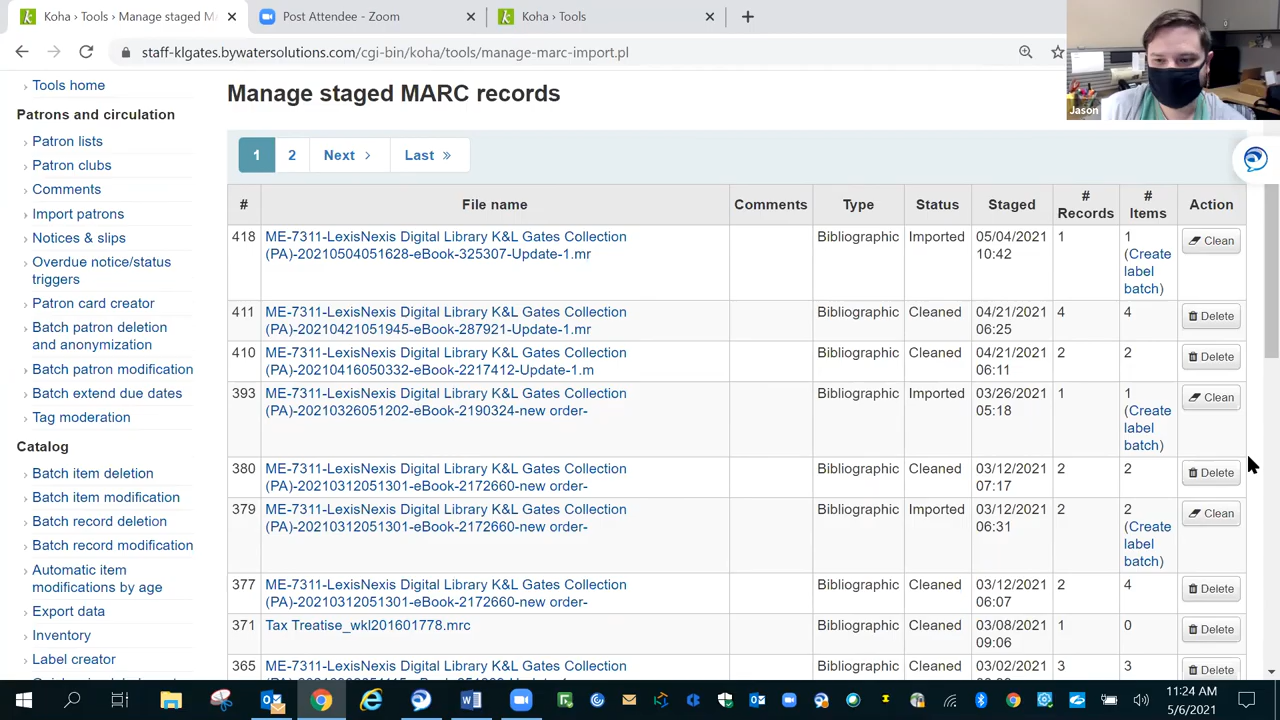 Koha › Tools › Manage staged M
Post Attendee - Zoom
Koha › Tools
staff-klgates.bywatersolutions.com/cgi-bin/koha/tools/manage-marc-import.pl
Jason
Tools home
Patrons and circulation
Patron lists
Patron clubs
Comments
Import patrons
Notices & slips
Overdue notice/status
triggers
Patron card creator
Batch patron deletion
and anonymization
Batch patron modification
Batch extend due dates
Tag moderation
Catalog
Batch item deletion
Batch item modification
Batch record deletion
Batch record modification
Automatic item
modifications by age
Export data
Inventory
Label creator
Manage staged MARC records
1 2 Next Last
# File name Comments Type Status Staged # Records # Items Action
418 ME-7311-LexisNexis Digital Library K&L Gates Collection Bibliographic Imported 05/04/2021 1 1 Clean
(PA)-20210504051628-eBook-325307-Update-1.mr 10:42 (Create
label
batch)
411 ME-7311-LexisNexis Digital Library K&L Gates Collection Bibliographic Cleaned 04/21/2021 4 4 Delete
(PA)-20210421051945-eBook-287921-Update-1.mr 06:25
410 ME-7311-LexisNexis Digital Library K&L Gates Collection Bibliographic Cleaned 04/21/2021 2 2 Delete
(PA)-20210416050332-eBook-2217412-Update-1.m 06:11
393 ME-7311-LexisNexis Digital Library K&L Gates Collection Bibliographic Imported 03/26/2021 1 1 Clean
(PA)-20210326051202-eBook-2190324-new order- 05:18 (Create
label
batch)
380 ME-7311-LexisNexis Digital Library K&L Gates Collection Bibliographic Cleaned 03/12/2021 2 2 Delete
(PA)-20210312051301-eBook-2172660-new order- 07:17
379 ME-7311-LexisNexis Digital Library K&L Gates Collection Bibliographic Imported 03/12/2021 2 2 Clean
(PA)-20210312051301-eBook-2172660-new order- 06:31 (Create
label
batch)
377 ME-7311-LexisNexis Digital Library K&L Gates Collection Bibliographic Cleaned 03/12/2021 2 4 Delete
(PA)-20210312051301-eBook-2172660-new order- 06:07
371 Tax Treatise_wkl201601778.mrc Bibliographic Cleaned 03/08/2021 1 0 Delete
09:06
365 ME-7311-LexisNexis Digital Library K&L Gates Collection Bibliographic Cleaned 03/02/2021 3 3 Delete
11:24 AM
5/6/2021